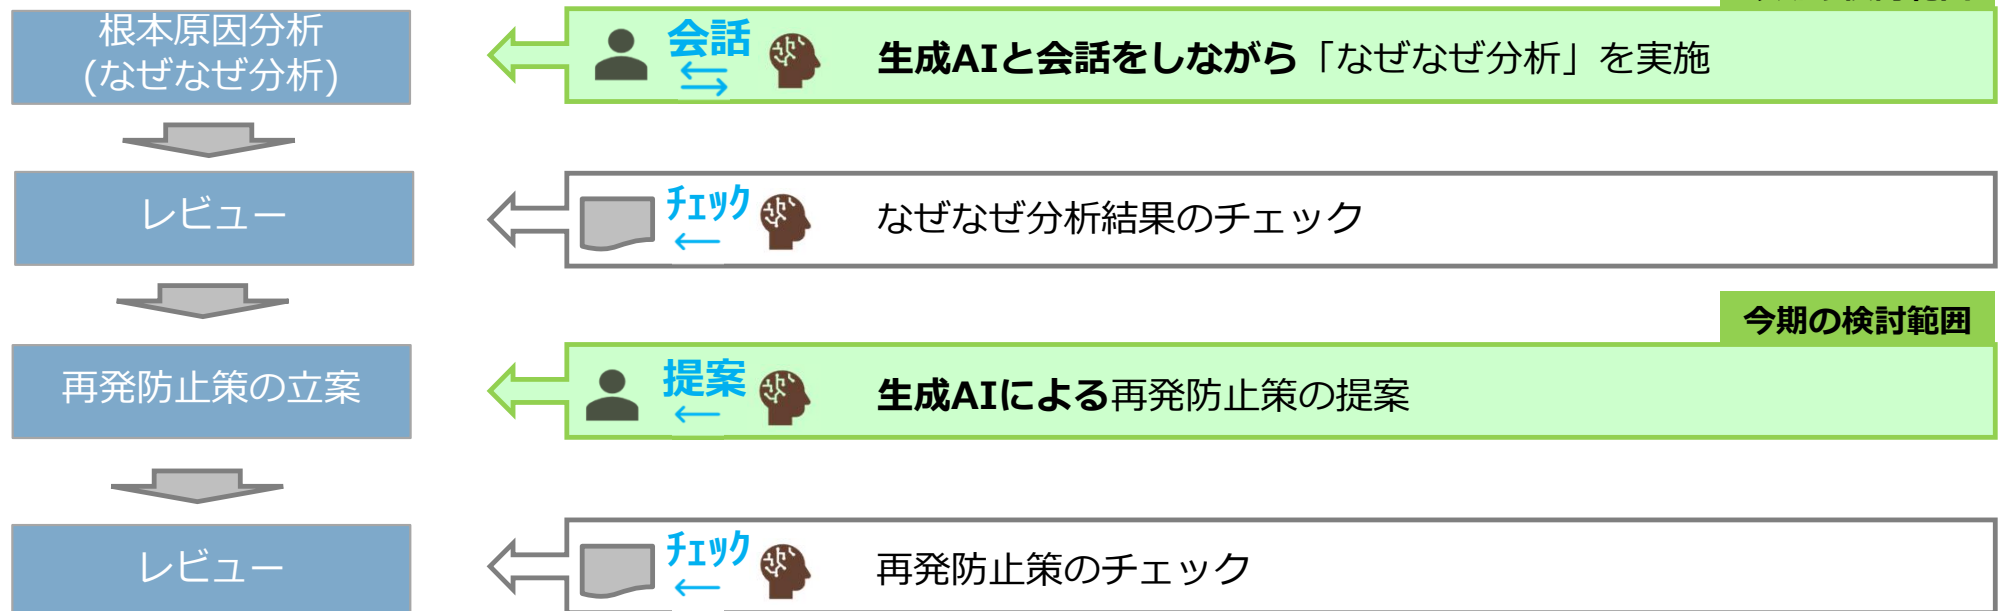 根本原因分析
(なぜなぜ分析)
会話
生成AIと会話をしながら「なぜなぜ分析」を実施
レビュー
ﾁｪｯｸ
なぜなぜ分析結果のチェック
今期の検討範囲
再発防止策の立案
提案
生成AIによる再発防止策の提案
レビュー
ﾁｪｯｸ
再発防止策のチェック